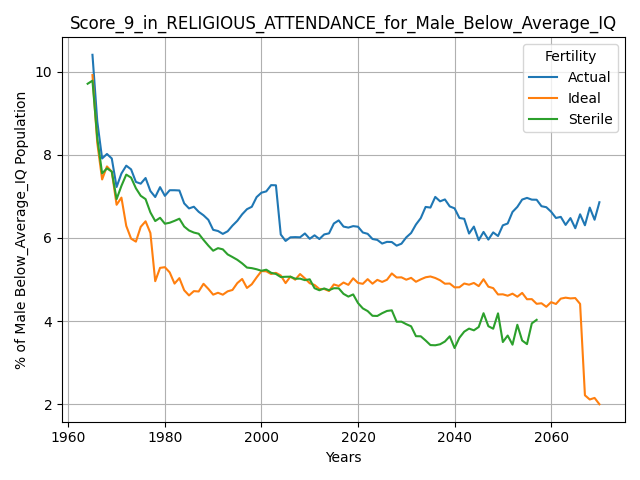 Score_9_in_RELIGIOUS_ATTENDANCE_for_Male_Below_Average_IQ
% of Male Below_Average_IQ Population
10
8
6
4
2
Fertility
Actual
Ideal
Sterile
1960 1980 2000 2020 2040 2060
Years